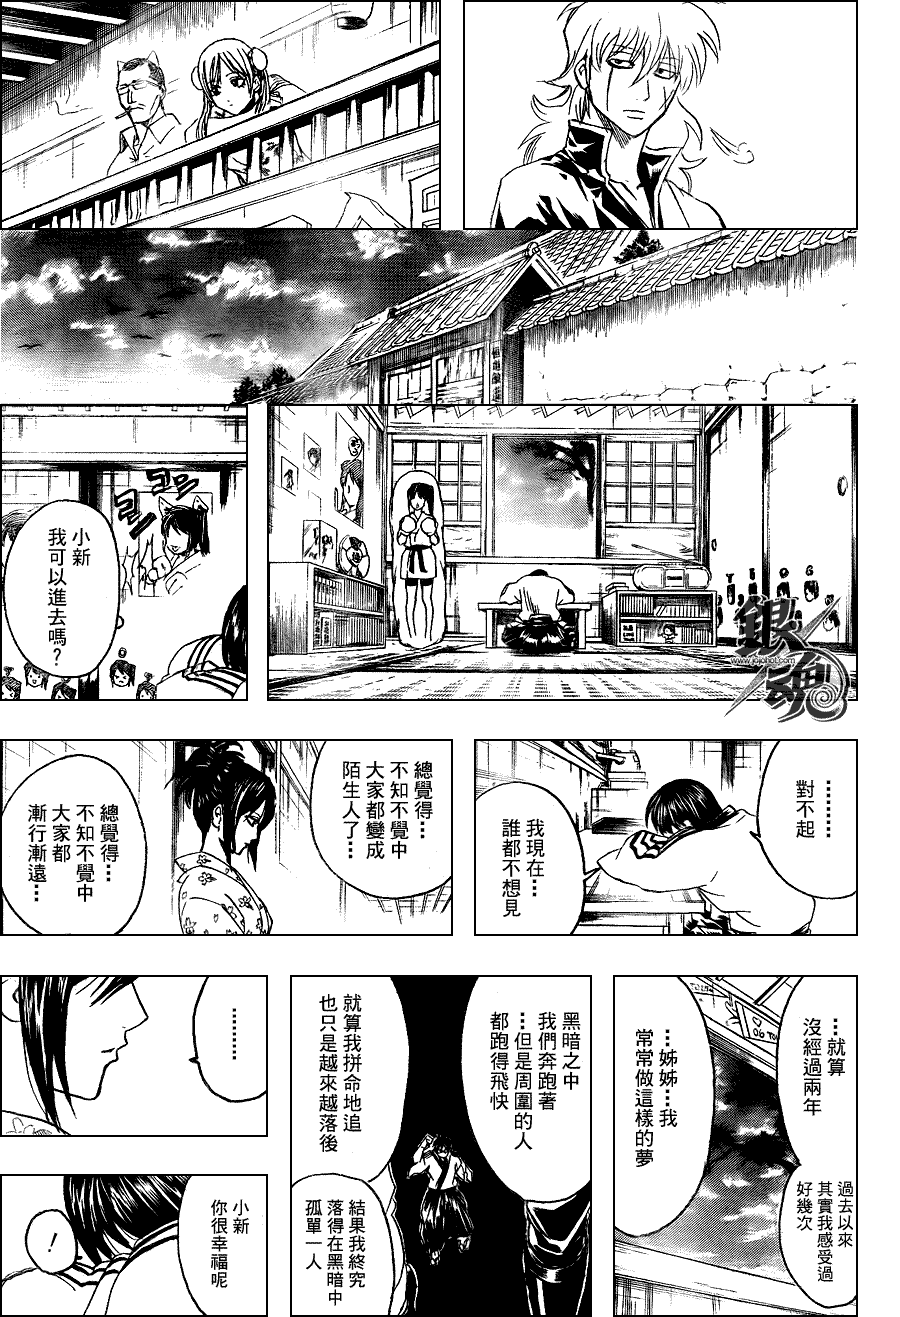 小新
我可以進去嗎?
コン
コン
銀魂
www.jojohot.com
………
對不起
我現在…
誰都不想見
總覺得…
不知不覺中
大家都變成
陌生人了…
總覺得…
不知不覺中
大家都
漸行漸遠…
…就算
沒經過兩年
過去以來
其實我感受過
好幾次
…姊姊…我
常常做這樣的夢
黑暗之中
我們奔跑著
…但是周圍的人
都跑得飛快
就算我拼命地追
也只是越來越落後
結果我終究
落得在黑暗中
孤單一人
………
小新
你很幸福呢
!